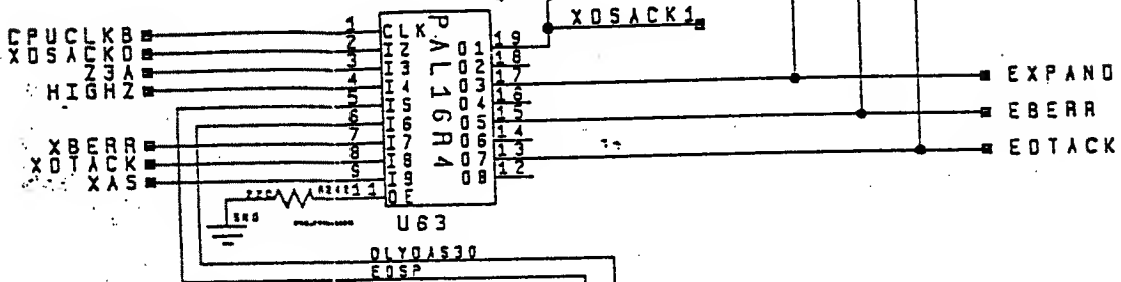 XDSACK1
CPUCLKB 1 CLK
XDSACK0 2 I2 O1 19
Z3A 3 I3 O2 18
HIGHZ 4 I4 O3 17 EXPAND
5 I5 O4 16
6 I6 O5 15 EBERR
XBERR 7 I7 O6 14
XDTACK 8 I8 O7 13 EDTACK
XAS 9 I9 O8 12
11 OE
PAL16R4
U63
DLYDAS30
EDSP